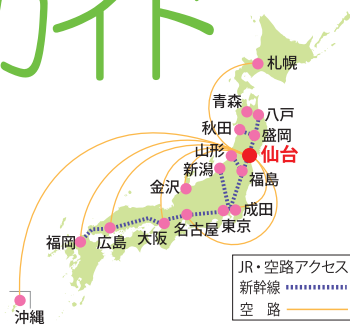 ガイド
札幌
青森
八戸
秋田
盛岡
山形
仙台
新潟
福島
金沢
成田
東京
名古屋
大阪
広島
福岡
沖縄
JR・空路アクセス
新幹線
空 路